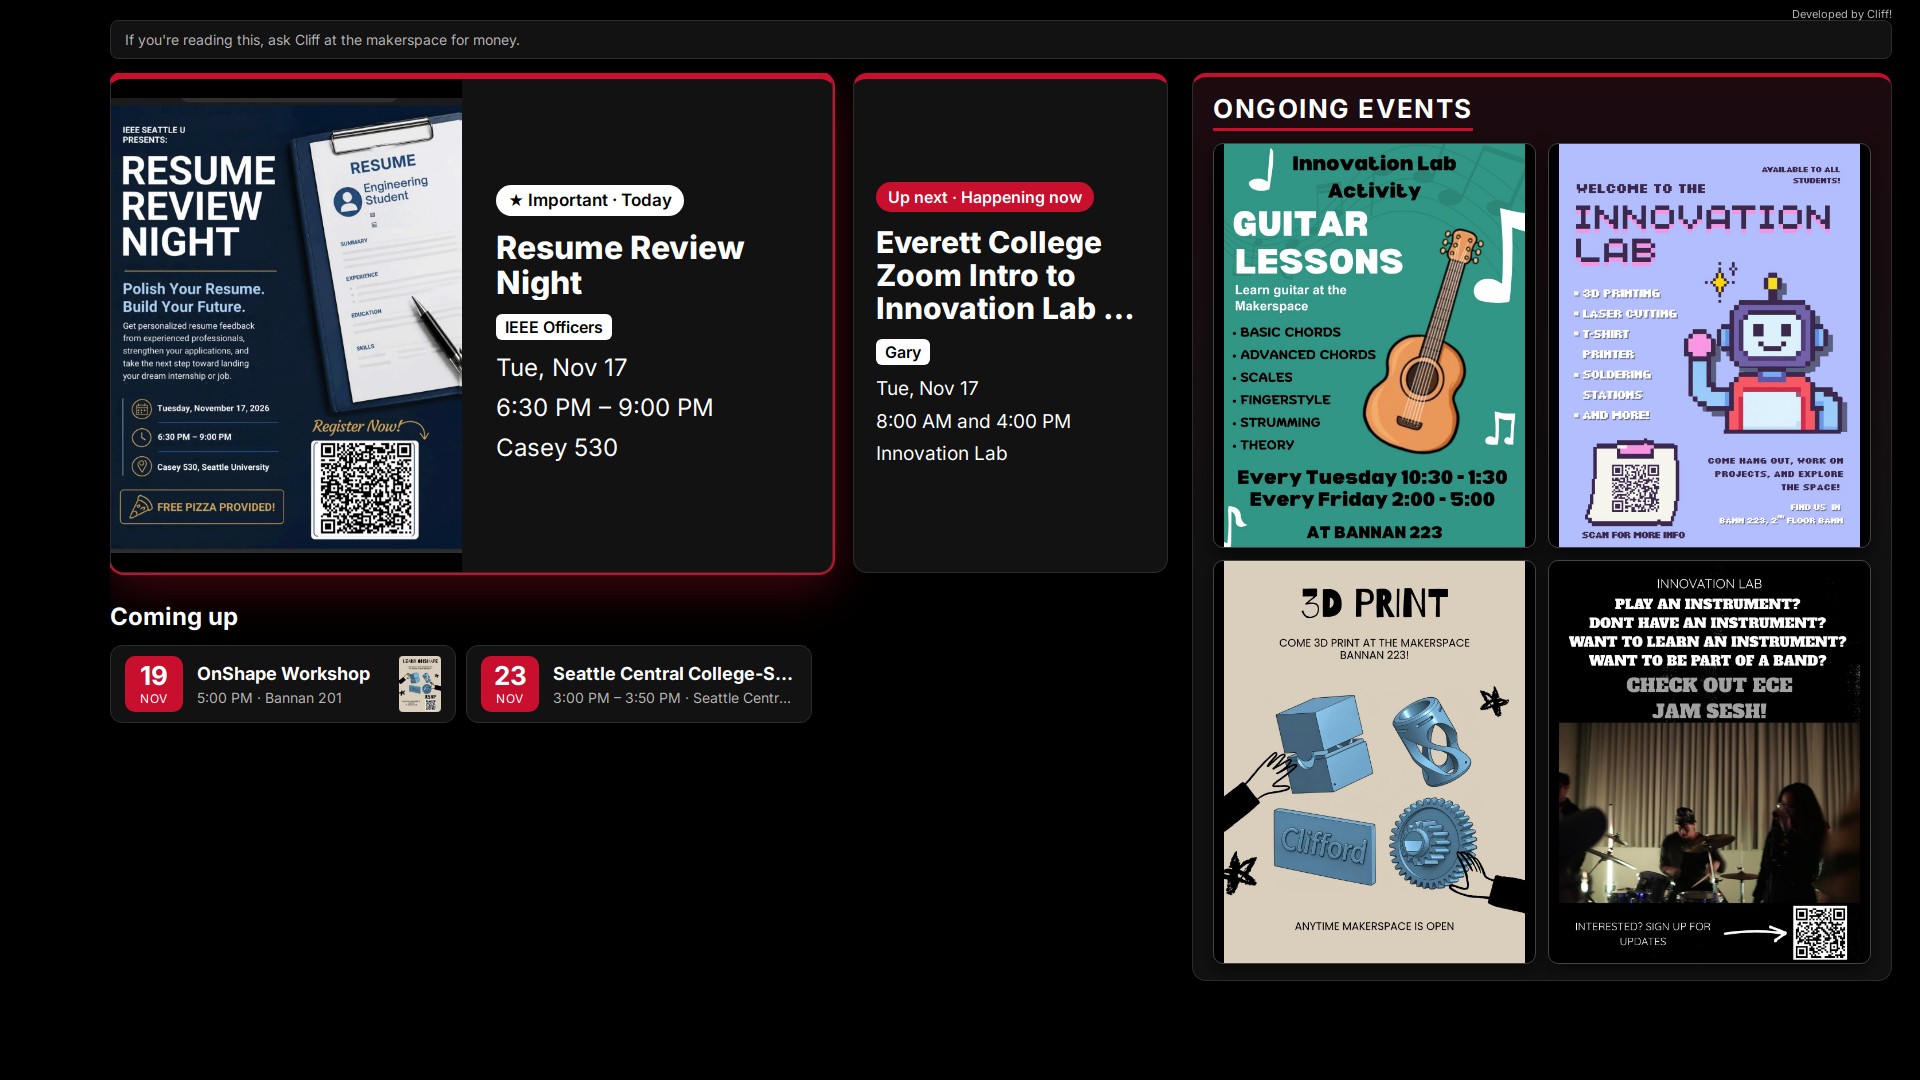 Developed by Cliff!
If you're reading this, ask Cliff at the makerspace for money.
IEEE SEATTLE U
PRESENTS:
RESUME
REVIEW
NIGHT
Polish Your Resume.
Build Your Future.
Get personalized resume feedback
from experienced professionals,
strengthen your applications, and
take the next step toward landing
your dream internship or job.
Tuesday, November 17, 2026
6:30 PM – 9:00 PM
Casey 530, Seattle University
FREE PIZZA PROVIDED!
RESUME
Engineering
Student
SUMMARY
EXPERIENCE
EDUCATION
SKILLS
Register Now!
★ Important · Today
Resume Review
Night
IEEE Officers
Tue, Nov 17
6:30 PM – 9:00 PM
Casey 530
Up next · Happening now
Everett College
Zoom Intro to
Innovation Lab ...
Gary
Tue, Nov 17
8:00 AM and 4:00 PM
Innovation Lab
Coming up
19
NOV
OnShape Workshop
5:00 PM · Bannan 201
LEARN ONSHAPE
23
NOV
Seattle Central College-S...
3:00 PM – 3:50 PM · Seattle Centr...
ONGOING EVENTS
Innovation Lab
Activity
GUITAR
LESSONS
Learn guitar at the
Makerspace
• BASIC CHORDS
• ADVANCED CHORDS
• SCALES
• FINGERSTYLE
• STRUMMING
• THEORY
Every Tuesday 10:30 - 1:30
Every Friday 2:00 - 5:00
AT BANNAN 223
AVAILABLE TO ALL
STUDENTS!
WELCOME TO THE
INNOVATION
LAB
▪ 3D PRINTING
▪ LASER CUTTING
▪ T-SHIRT
PRINTER
▪ SOLDERING
STATIONS
▪ AND MORE!
COME HANG OUT, WORK ON
PROJECTS, AND EXPLORE
THE SPACE!
FIND US IN
BANN 223, 2ND FLOOR BANN
SCAN FOR MORE INFO
3D PRINT
COME 3D PRINT AT THE MAKERSPACE
BANNAN 223!
Clifford
ANYTIME MAKERSPACE IS OPEN
INNOVATION LAB
PLAY AN INSTRUMENT?
DONT HAVE AN INSTRUMENT?
WANT TO LEARN AN INSTRUMENT?
WANT TO BE PART OF A BAND?
CHECK OUT ECE
JAM SESH!
INTERESTED? SIGN UP FOR
UPDATES